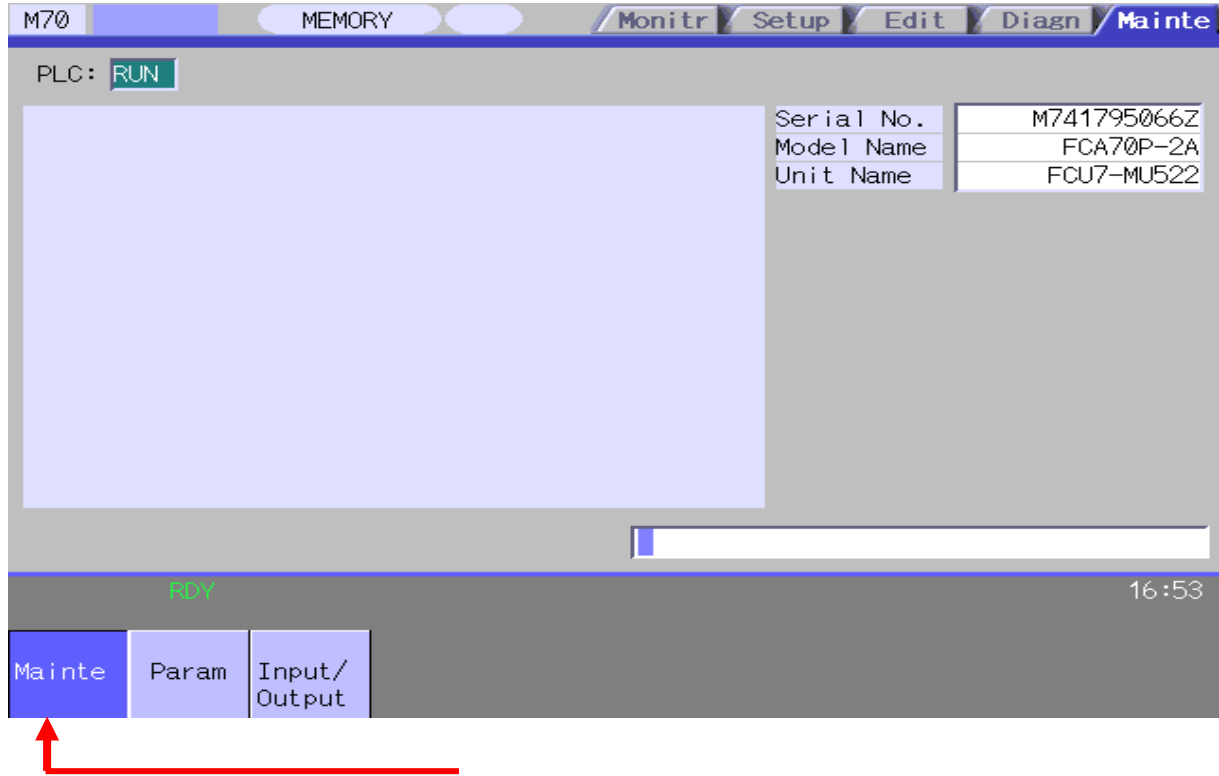 M70 MEMORY Monitr Setup Edit Diagn Mainte
PLC: RUN
Serial No. M741795066Z
Model Name FCA70P-2A
Unit Name FCU7-MU522
RDY 16:53
Mainte Param Input/
Output